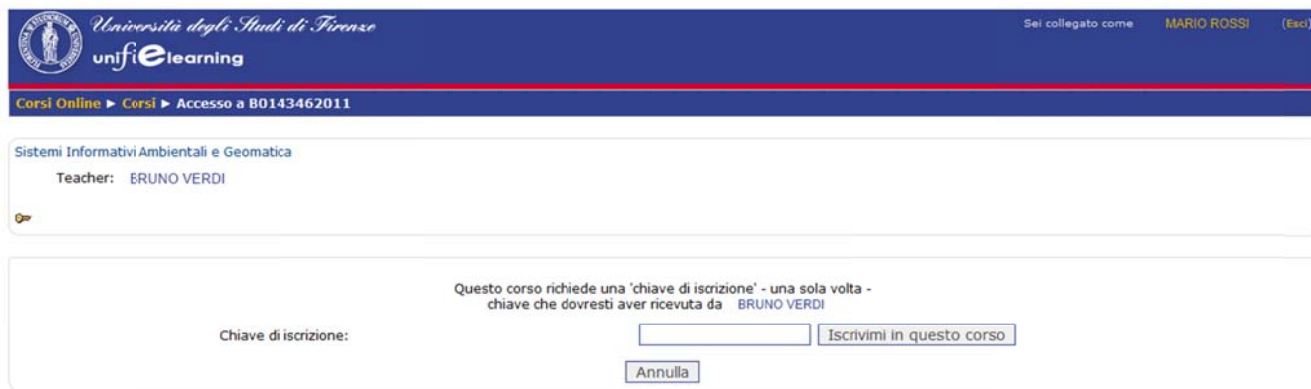 Università degli Studi di Firenze
unifi elearning
Sei collegato come MARIO ROSSI (Esci)
Corsi Online ► Corsi ► Accesso a B0143462011
Sistemi Informativi Ambientali e Geomatica
Teacher: BRUNO VERDI
Questo corso richiede una 'chiave di iscrizione' - una sola volta -
chiave che dovresti aver ricevuta da BRUNO VERDI
Chiave di iscrizione: Iscrivimi in questo corso
Annulla